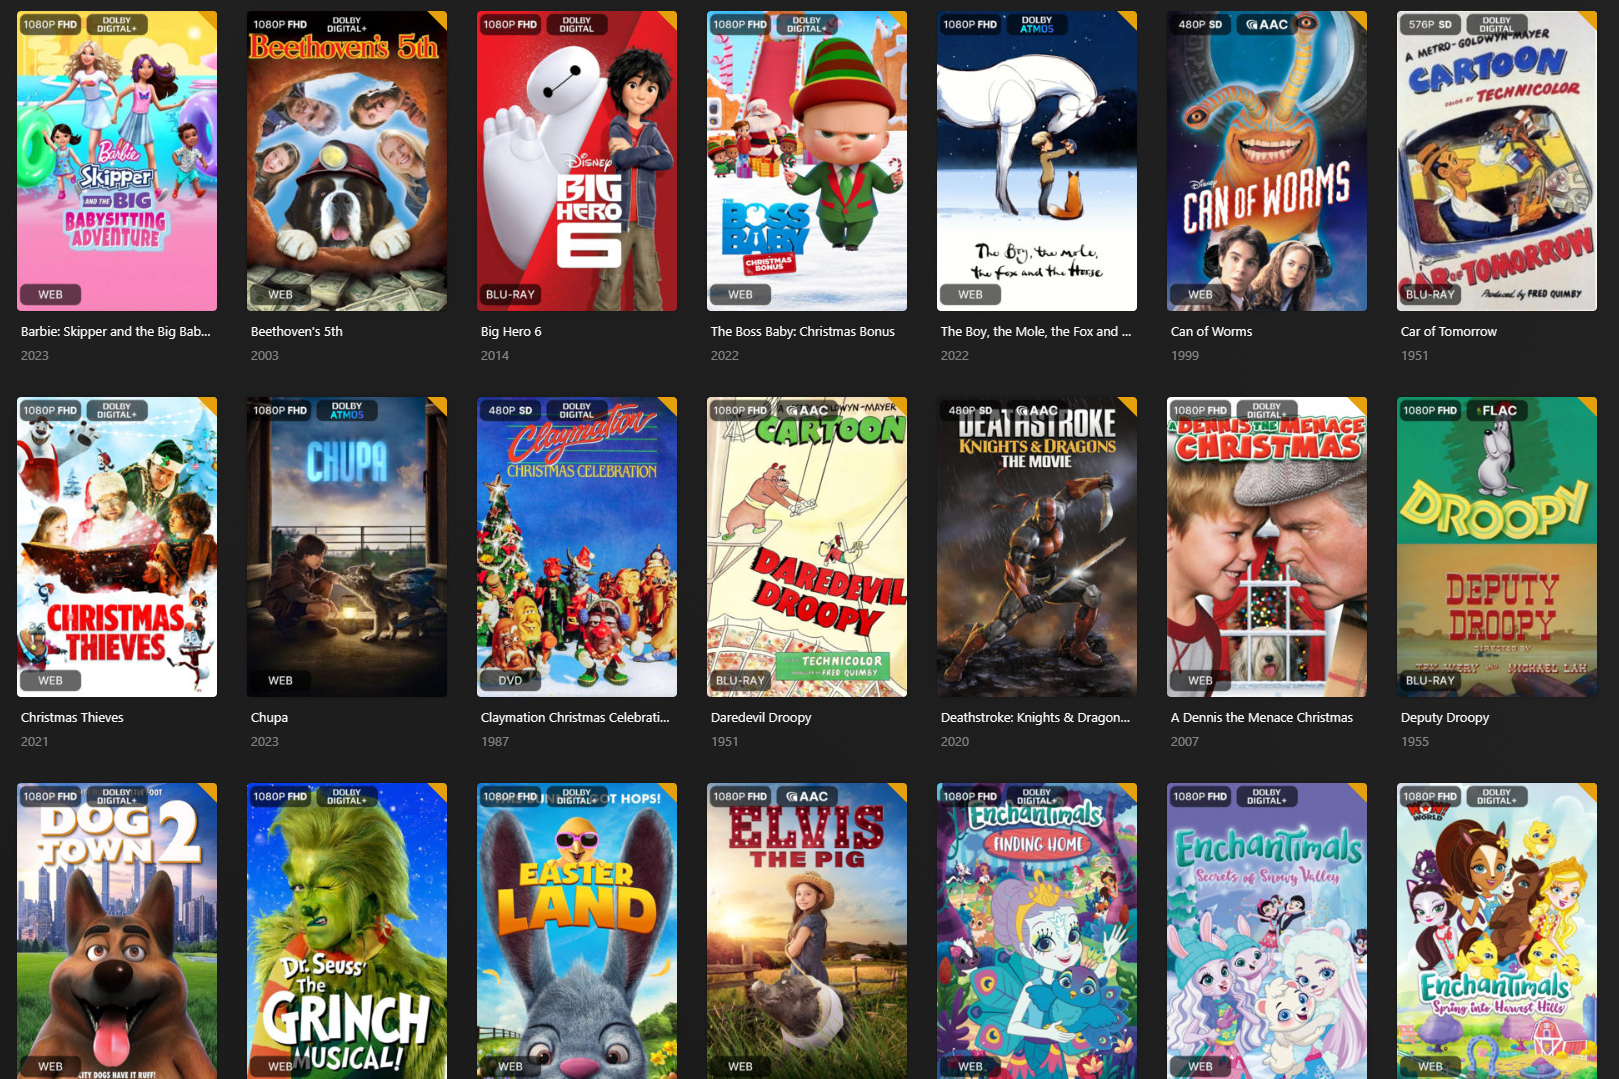 1080P FHD
DOLBY
DIGITAL+
Barbie
Skipper
AND THE BIG
BABYSITTING
ADVENTURE
WEB
Barbie: Skipper and the Big Bab...
2023
1080P FHD
DOLBY
DIGITAL+
Beethoven's 5th
WEB
Beethoven's 5th
2003
1080P FHD
DOLBY
DIGITAL
DISNEY
BIG
HERO
6
BLU-RAY
Big Hero 6
2014
1080P FHD
DOLBY
DIGITAL+
THE
BOSS
BABY
CHRISTMAS
BONUS
WEB
The Boss Baby: Christmas Bonus
2022
1080P FHD
DOLBY
ATMOS
The Boy, the mole,
the fox and the Horse
WEB
The Boy, the Mole, the Fox and ...
2022
480P SD
AAC
Disney
CAN OF WORMS
WEB
Can of Worms
1999
576P SD
DOLBY
DIGITAL
A METRO-GOLDWYN-MAYER
CARTOON
COLOR BY TECHNICOLOR
CAR OF TOMORROW
BLU-RAY
Produced by FRED QUIMBY
Car of Tomorrow
1951
1080P FHD
DOLBY
DIGITAL+
CHRISTMAS
THIEVES
WEB
Christmas Thieves
2021
1080P FHD
DOLBY
ATMOS
CHUPA
WEB
Chupa
2023
480P SD
DOLBY
DIGITAL
Claymation
CHRISTMAS CELEBRATION
DVD
Claymation Christmas Celebrati...
1987
1080P FHD
AAC
GOLDWYN-MAYER
CARTOON
DAREDEVIL
DROOPY
TECHNICOLOR
PRODUCED BY FRED QUIMBY
BLU-RAY
Daredevil Droopy
1951
480P SD
AAC
DEATHSTROKE
KNIGHTS & DRAGONS
THE MOVIE
Deathstroke: Knights & Dragon...
2020
1080P FHD
DOLBY
DIGITAL+
A DENNIS THE MENACE
CHRISTMAS
WEB
A Dennis the Menace Christmas
2007
1080P FHD
FLAC
DROOPY
DEPUTY
DROOPY
DIRECTED BY
TEX AVERY AND MICHAEL LAH
BLU-RAY
Deputy Droopy
1955
1080P FHD
DOLBY
DIGITAL+
DOG
TOWN 2
WEB
CITY DOGS HAVE IT RUFF!
1080P FHD
DOLBY
DIGITAL+
Dr. Seuss'
The
GRINCH
MUSICAL!
WEB
1080P FHD
DOLBY
DIGITAL+
HOPS!
EASTER
LAND
WEB
1080P FHD
AAC
ELVIS
THE PIG
WEB
1080P FHD
DOLBY
DIGITAL+
Enchantimals
FINDING HOME
WEB
1080P FHD
DOLBY
DIGITAL+
Enchantimals
Secrets of Snowy Valley
WEB
1080P FHD
DOLBY
DIGITAL+
WOW!
WORLD
Enchantimals
Spring into Harvest Hills
WEB